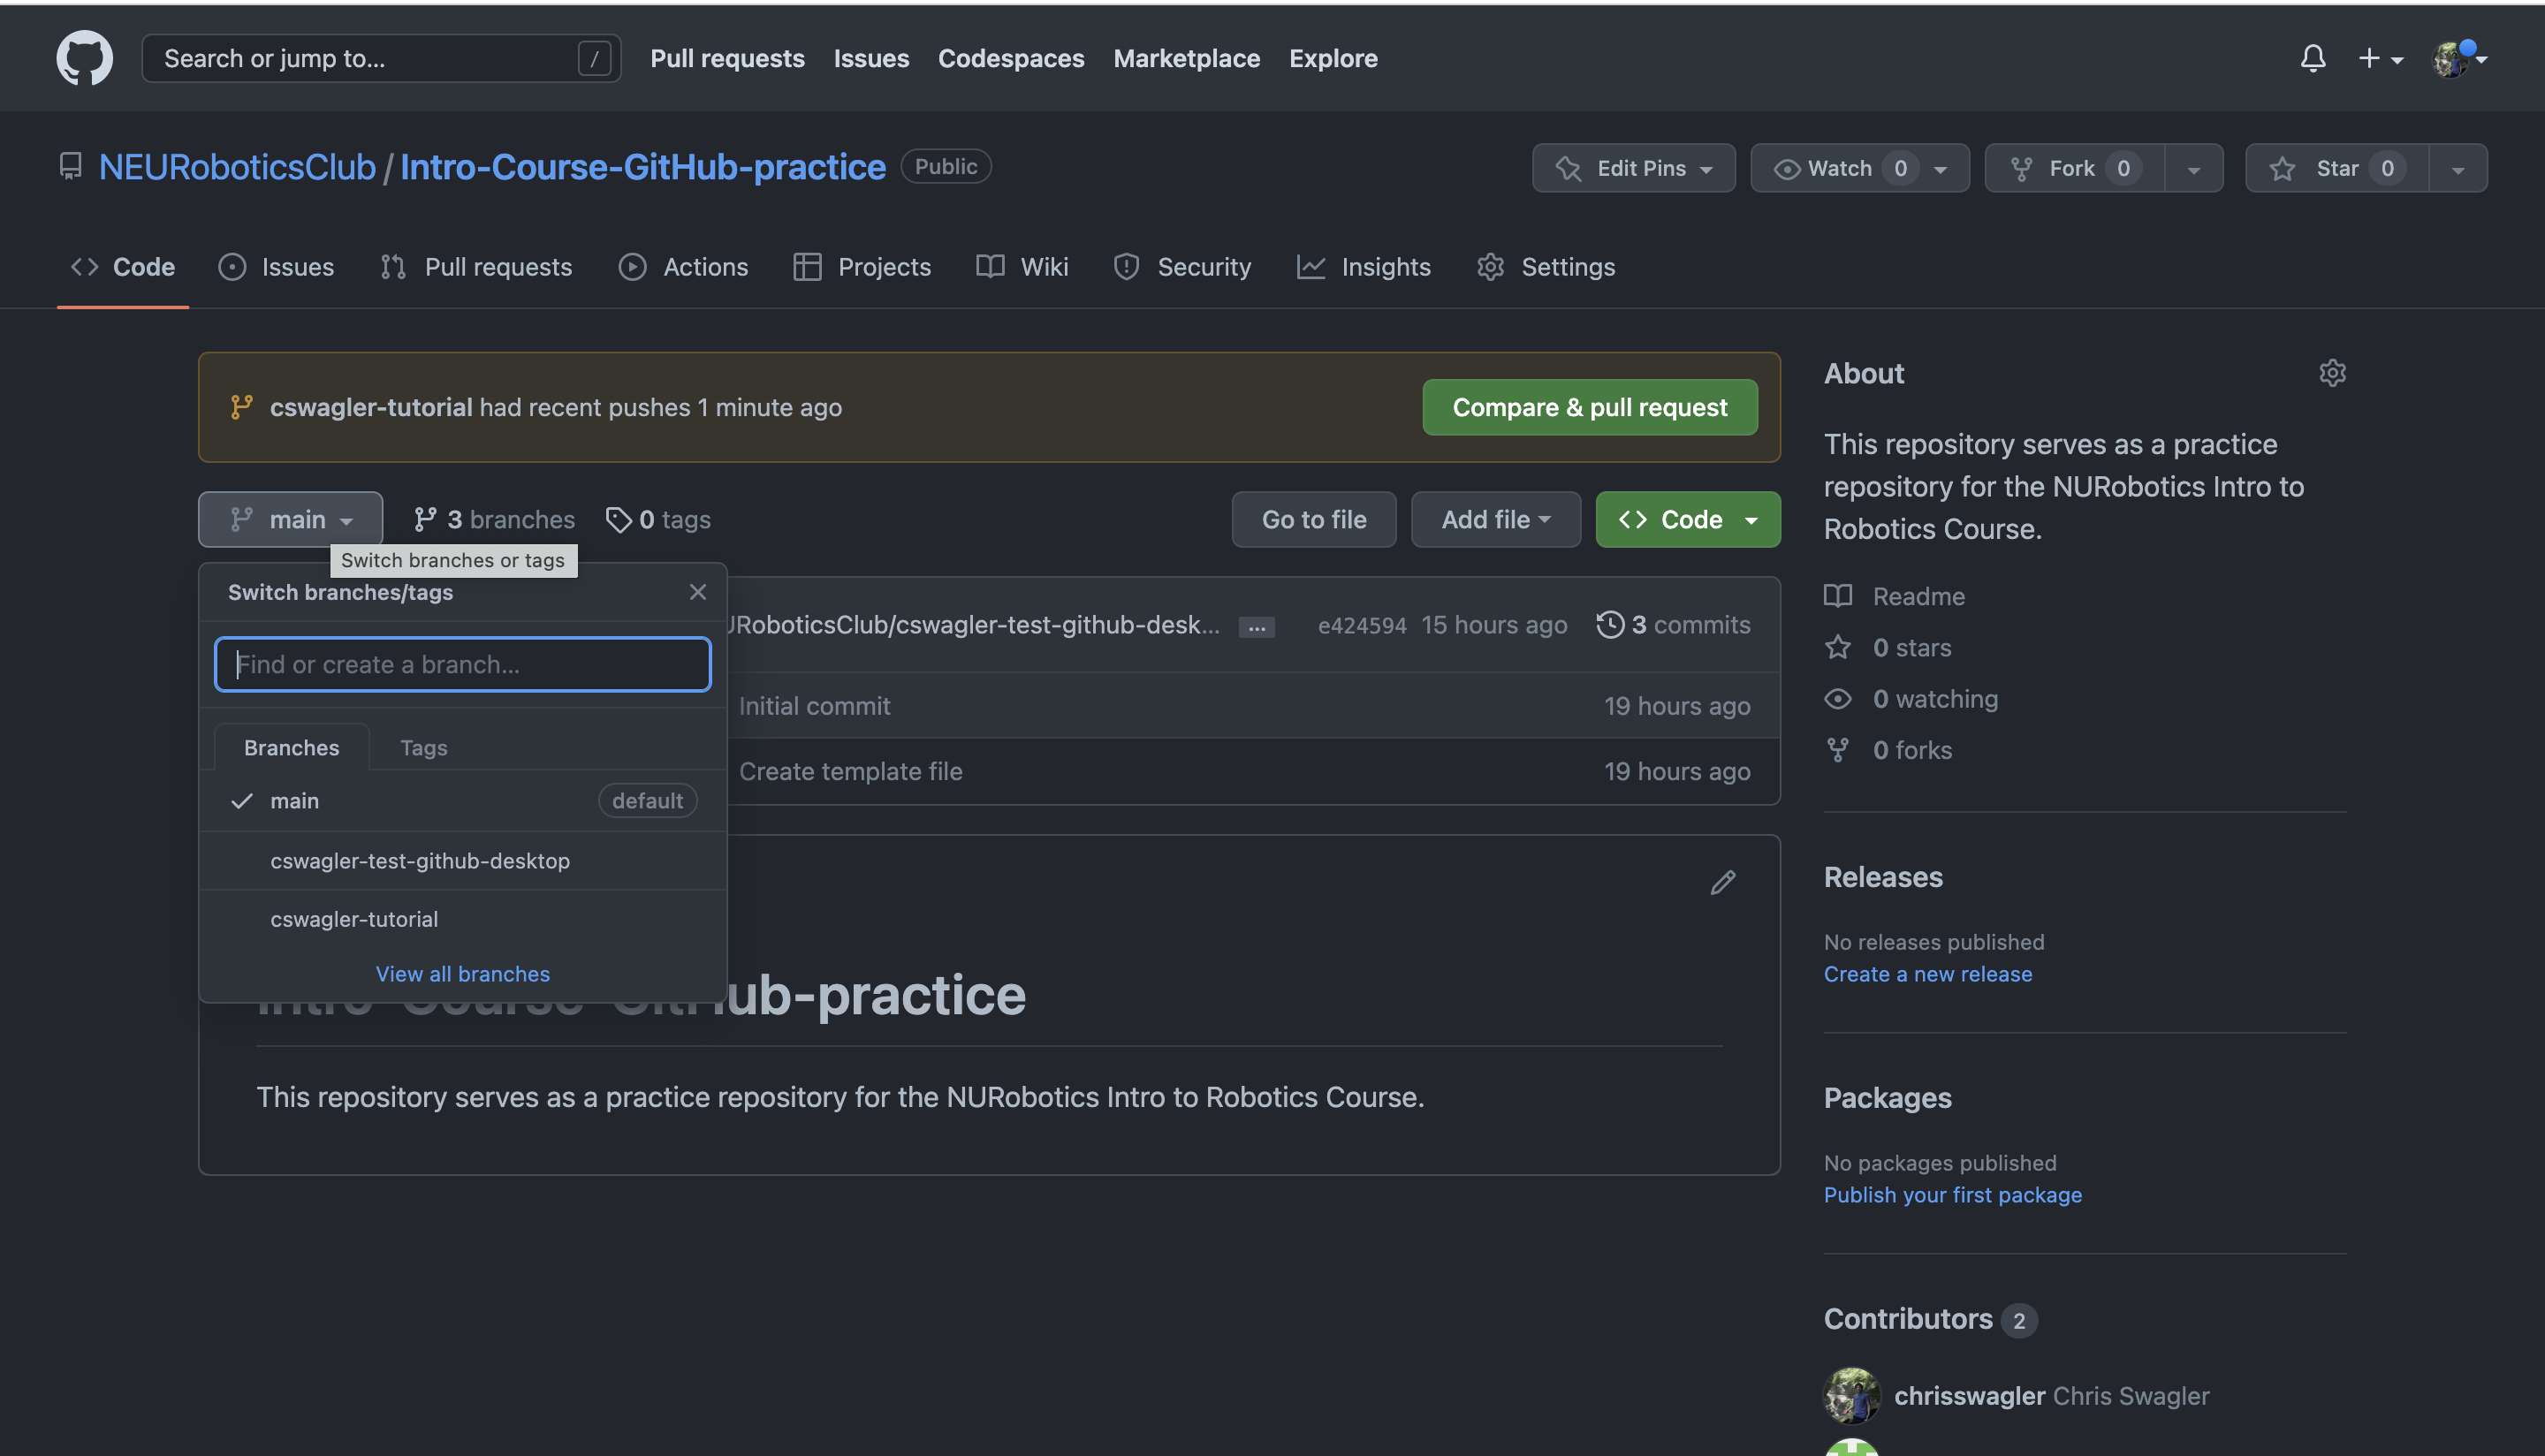 Search or jump to... /
Pull requests Issues Codespaces Marketplace Explore
NEURoboticsClub / Intro-Course-GitHub-practice Public
Edit Pins Watch 0 Fork 0 Star 0
Code Issues Pull requests Actions Projects Wiki Security Insights Settings
cswagler-tutorial had recent pushes 1 minute ago Compare & pull request
main 3 branches 0 tags Go to file Add file Code
Switch branches or tags
Switch branches/tags
Find or create a branch...
Branches Tags
main default
cswagler-test-github-desktop
cswagler-tutorial
View all branches
RoboticsClub/cswagler-test-github-desk... ... e424594 15 hours ago 3 commits
Initial commit 19 hours ago
Create template file 19 hours ago
Intro-Course-GitHub-practice
This repository serves as a practice repository for the NURobotics Intro to Robotics Course.
About
This repository serves as a practice
repository for the NURobotics Intro to
Robotics Course.
Readme
0 stars
0 watching
0 forks
Releases
No releases published
Create a new release
Packages
No packages published
Publish your first package
Contributors 2
chrisswagler Chris Swagler